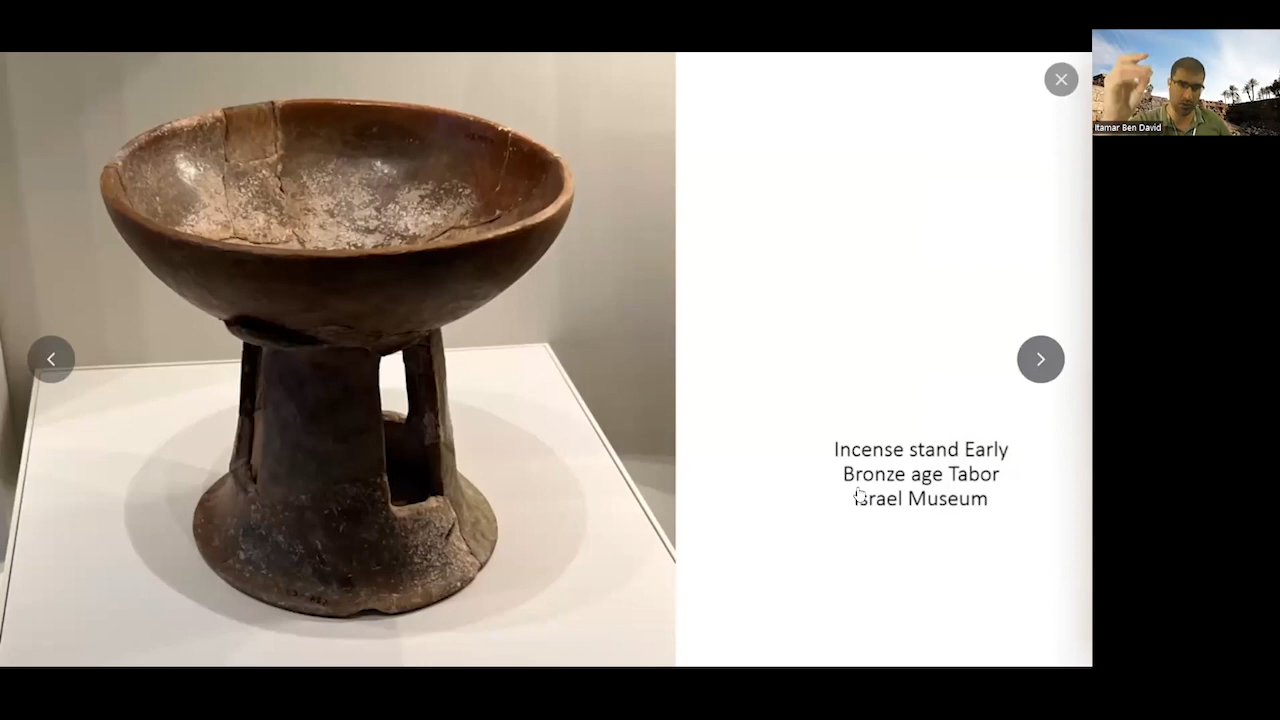 Incense stand Early
Bronze age Tabor
Israel Museum
Itamar Ben David